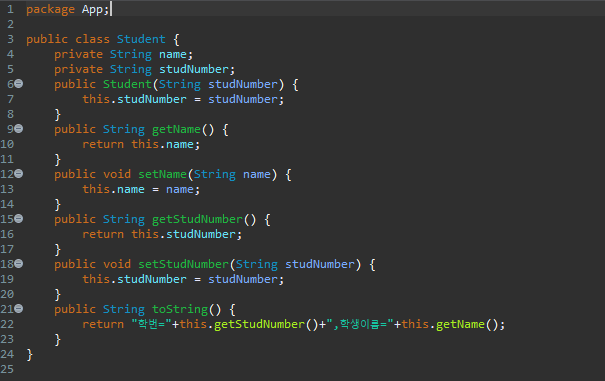 1 package App;
2
3 public class Student {
4     private String name;
5     private String studNumber;
6     public Student(String studNumber) {
7         this.studNumber = studNumber;
8     }
9     public String getName() {
10         return this.name;
11     }
12     public void setName(String name) {
13         this.name = name;
14     }
15     public String getStudNumber() {
16         return this.studNumber;
17     }
18     public void setStudNumber(String studNumber) {
19         this.studNumber = studNumber;
20     }
21     public String toString() {
22         return "학번="+this.getStudNumber()+",학생이름="+this.getName();
23     }
24 }
25